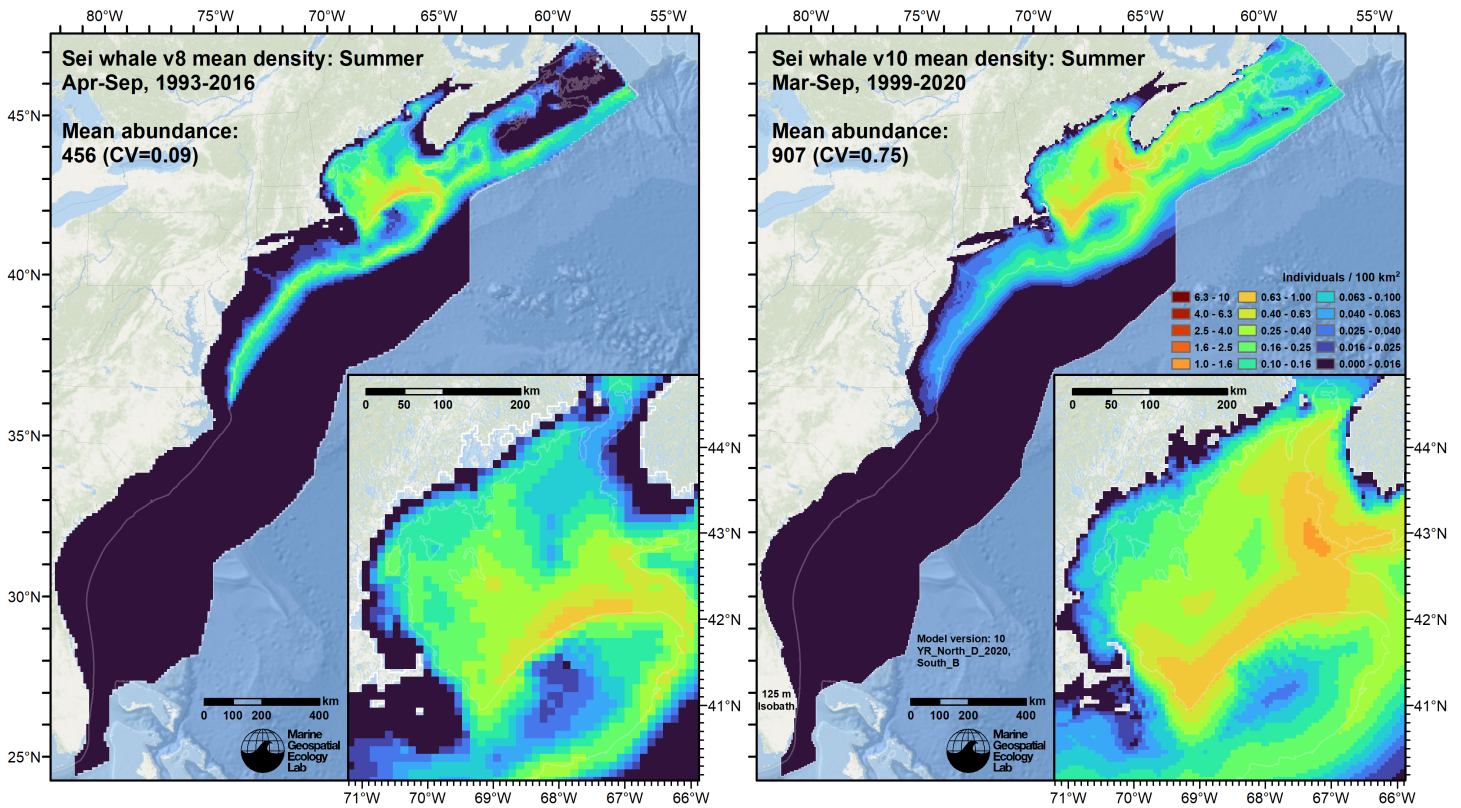 80°W 75°W 70°W 65°W 60°W 55°W
Sei whale v8 mean density: Summer
Apr-Sep, 1993-2016
Mean abundance:
456 (CV=0.09)
45°N
40°N
35°N
30°N
25°N
km
0 50 100 200
44°N
43°N
42°N
41°N
km
0 100 200 400
Marine
Geospatial
Ecology
Lab
71°W 70°W 69°W 68°W 67°W 66°W
80°W 75°W 70°W 65°W 60°W 55°W
Sei whale v10 mean density: Summer
Mar-Sep, 1999-2020
Mean abundance:
907 (CV=0.75)
Individuals / 100 km²
6.3 - 10 0.63 - 1.00 0.063 - 0.100
4.0 - 6.3 0.40 - 0.63 0.040 - 0.063
2.5 - 4.0 0.25 - 0.40 0.025 - 0.040
1.6 - 2.5 0.16 - 0.25 0.016 - 0.025
1.0 - 1.6 0.10 - 0.16 0.000 - 0.016
km
0 50 100 200
44°N
43°N
42°N
41°N
Model version: 10
YR_North_D_2020,
South_B
125 m
Isobath
km
0 100 200 400
Marine
Geospatial
Ecology
Lab
71°W 70°W 69°W 68°W 67°W 66°W